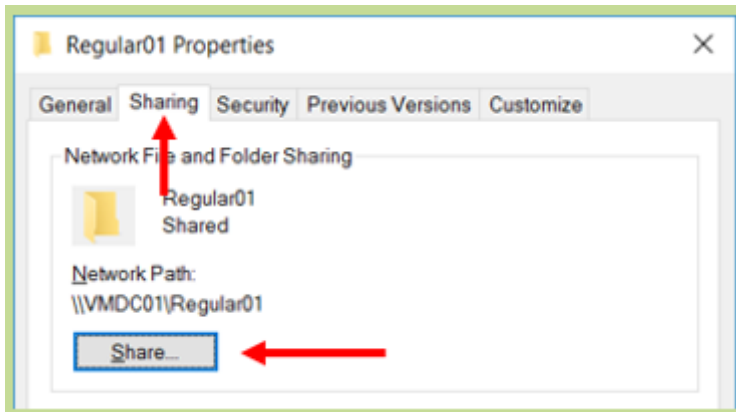 Regular01 Properties
General Sharing Security Previous Versions Customize
Network File and Folder Sharing
Regular01
Shared
Network Path:
\\VMDC01\Regular01
Share...